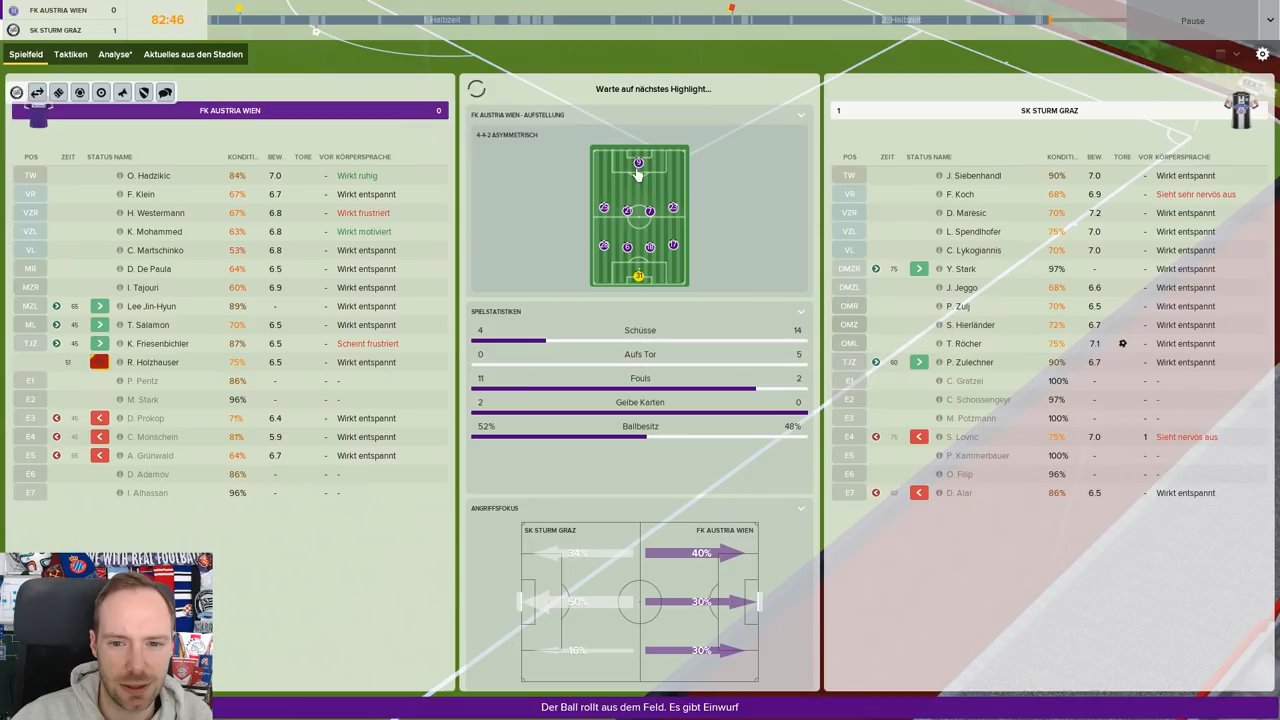 FK AUSTRIA WIEN 0
SK STURM GRAZ 1
82:46
1. Halbzeit
2. Halbzeit
Pause
Spielfeld Taktiken Analyse* Aktuelles aus den Stadien
FK AUSTRIA WIEN 0
POS ZEIT STATUS NAME KONDITI... BEW. TORE VOR KÖRPERSPRACHE
TW O. Hadzikic 84% 7.0 - Wirkt ruhig
VR F. Klein 67% 6.7 - Wirkt entspannt
VZR H. Westermann 67% 6.8 - Wirkt frustriert
VZL K. Mohammed 63% 6.8 - Wirkt motiviert
VL C. Martschinko 53% 6.8 - Wirkt entspannt
MR D. De Paula 64% 6.5 - Wirkt entspannt
MZR I. Tajouri 60% 6.9 - Wirkt entspannt
MZL 65 Lee Jin-Hyun 89% - - Wirkt entspannt
ML 45 T. Salamon 70% 6.5 - Wirkt entspannt
TJZ 45 K. Friesenbichler 87% 6.5 - Scheint frustriert
51 R. Holzhauser 75% 6.5 - Wirkt entspannt
E1 P. Pentz 86% - - -
E2 M. Stark 96% - - -
E3 45 D. Prokop 71% 6.4 - Wirkt entspannt
E4 45 C. Monschein 81% 5.9 - Wirkt entspannt
E5 65 A. Grünwald 64% 6.7 - Wirkt entspannt
E6 D. Adamov 86% - - -
E7 I. Alhassan 96% - - -
Warte auf nächstes Highlight...
FK AUSTRIA WIEN - AUFSTELLUNG
4-4-2 ASYMMETRISCH
9
7
6
17
31
SPIELSTATISTIKEN
4 Schüsse 14
0 Aufs Tor 5
11 Fouls 2
2 Gelbe Karten 0
52% Ballbesitz 48%
ANGRIFFSFOKUS
SK STURM GRAZ FK AUSTRIA WIEN
34% 40%
50% 30%
16% 30%
1 SK STURM GRAZ
POS ZEIT STATUS NAME KONDITI... BEW. TORE VOR KÖRPERSPRACHE
TW J. Siebenhandl 90% 7.0 - Wirkt entspannt
VR F. Koch 68% 6.9 - Sieht sehr nervös aus
VZR D. Maresic 70% 7.2 - Wirkt entspannt
VZL L. Spendlhofer 75% 7.0 - Wirkt entspannt
VL C. Lykogiannis 70% 7.0 - Wirkt entspannt
DMZR 75 Y. Stark 97% - - Wirkt entspannt
DMZL J. Jeggo 68% 6.6 - Wirkt entspannt
OMR P. Zulj 70% 6.5 - Wirkt entspannt
OMZ S. Hierländer 72% 6.7 - Wirkt entspannt
OML T. Röcher 75% 7.1 - Wirkt entspannt
TJZ 60 P. Zulechner 90% 6.7 - Wirkt entspannt
E1 C. Gratzei 100% - - -
E2 C. Schoissengeyr 97% - - -
E3 M. Potzmann 100% - - -
E4 75 S. Lovric 75% 7.0 1 Sieht nervös aus
E5 P. Kammerbauer 100% - - -
E6 O. Filip 96% - - -
E7 60 D. Alar 86% 6.5 - Wirkt entspannt
Der Ball rollt aus dem Feld. Es gibt Einwurf